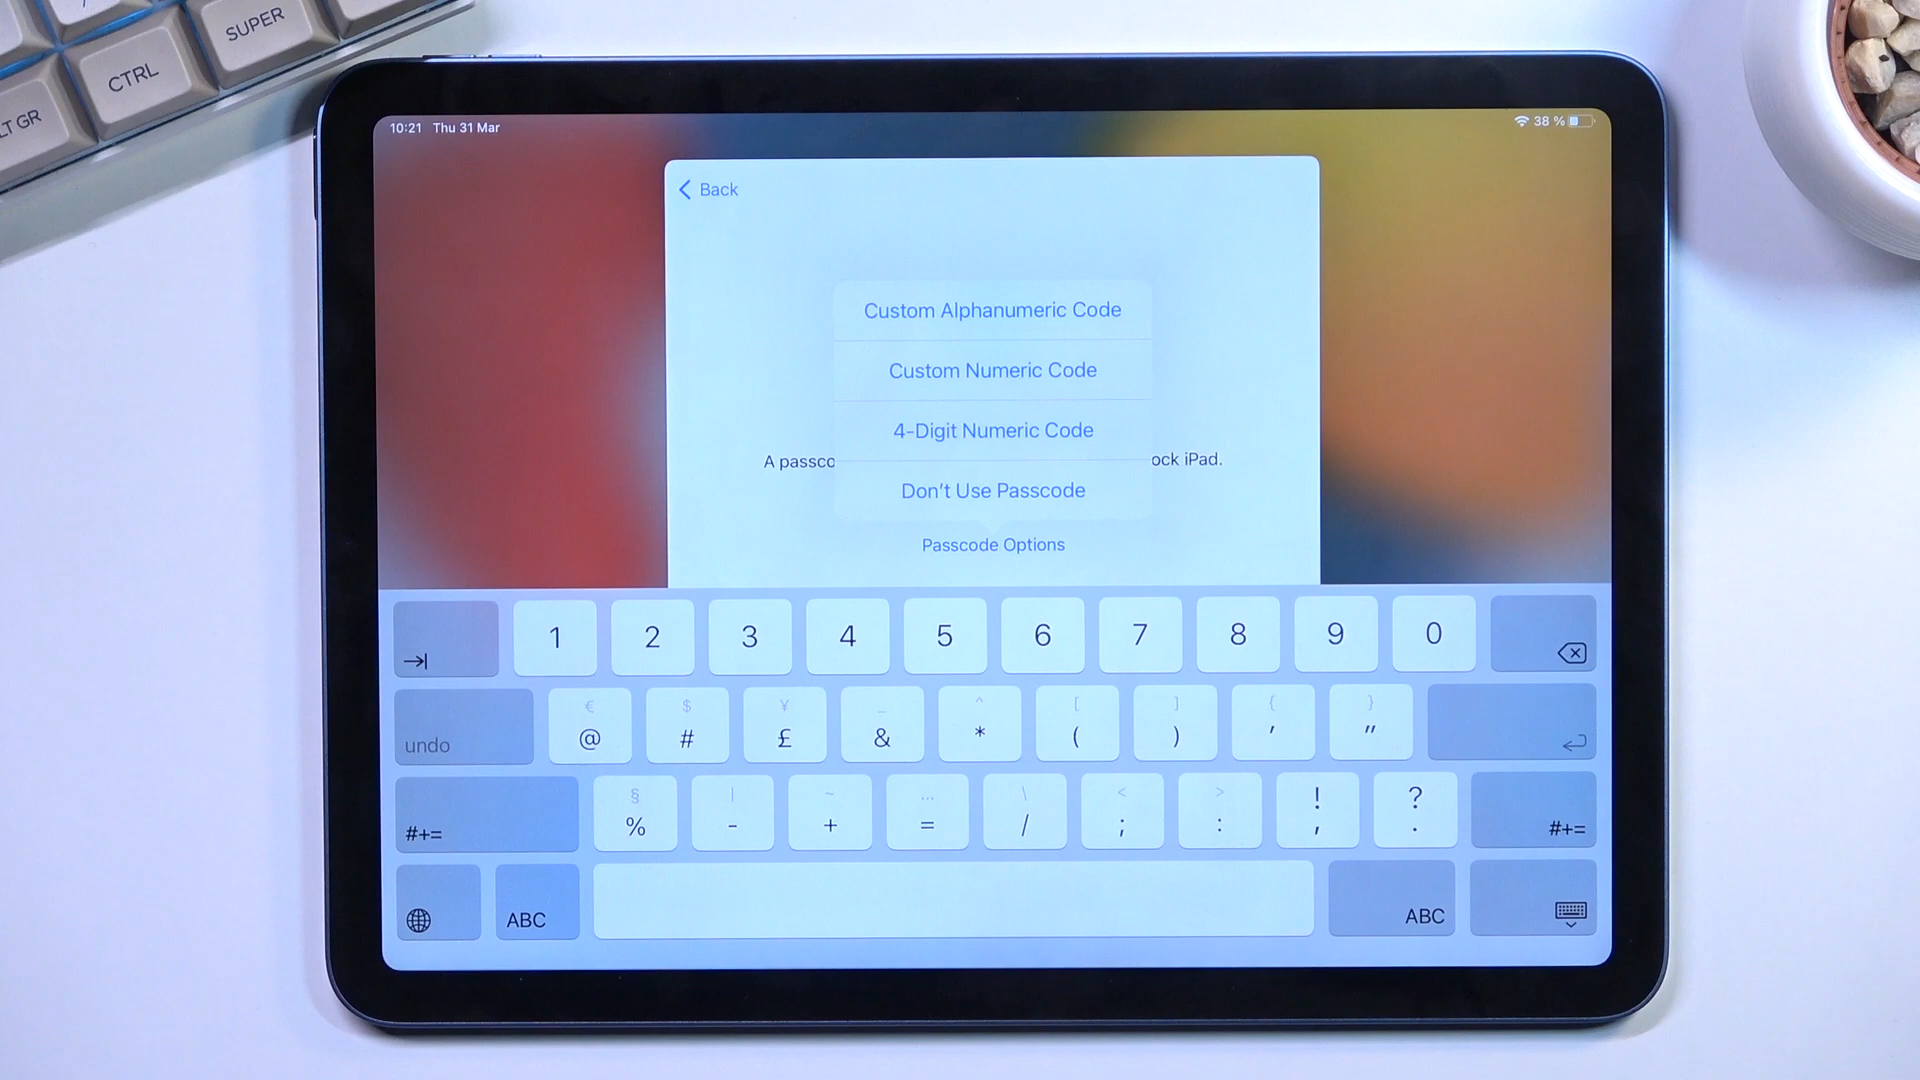 SUPER
CTRL
LT GR
10:21 Thu 31 Mar
38 %
Back
Custom Alphanumeric Code
Custom Numeric Code
4-Digit Numeric Code
A passco
ock iPad.
Don't Use Passcode
Passcode Options
1 2 3 4 5 6 7 8 9 0
€ $ ¥ _ ^ [ ] { }
undo @ # £ & * ( ) ' "
§ | ~ … \ < > ! ?
#+= % - + = / ; : , . #+=
ABC ABC